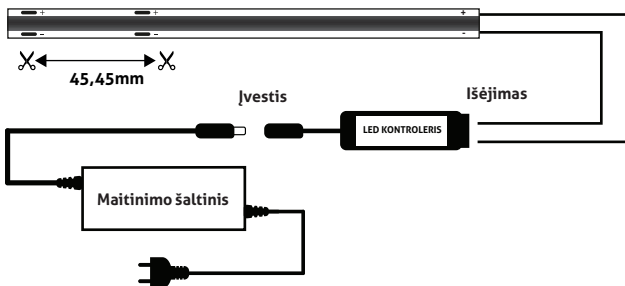 + + +
- - -
45,45mm
Įvestis
Išėjimas
LED KONTROLERIS
Maitinimo šaltinis